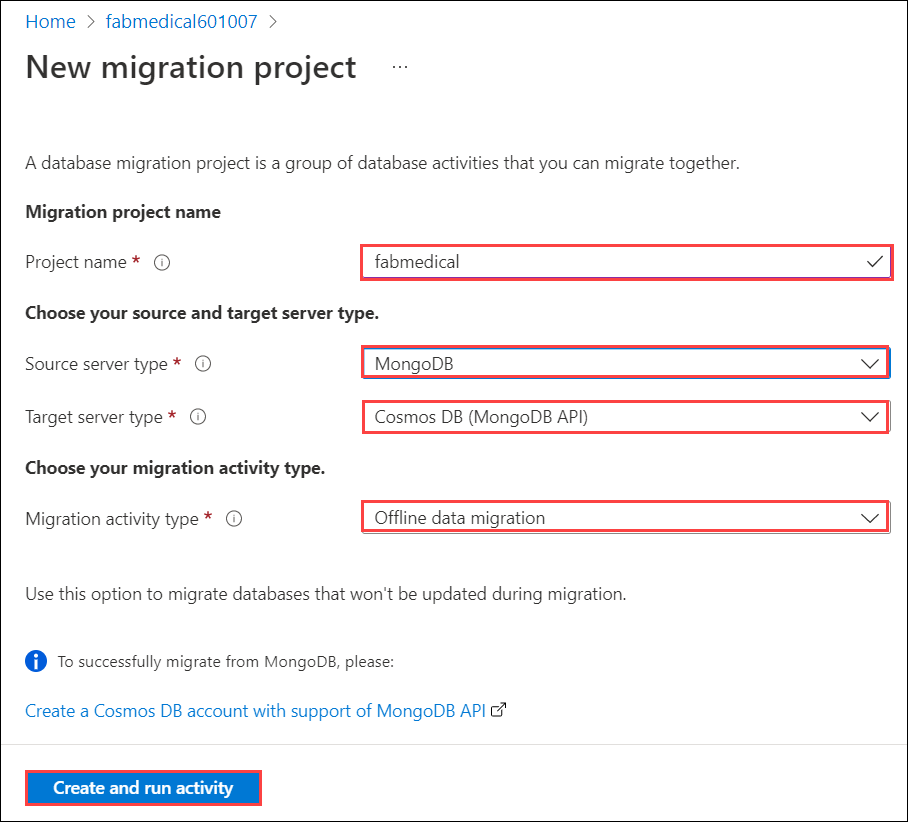 Home > fabmedical601007 >
New migration project ...
A database migration project is a group of database activities that you can migrate together.
Migration project name
Project name * fabmedical
Choose your source and target server type.
Source server type * MongoDB
Target server type * Cosmos DB (MongoDB API)
Choose your migration activity type.
Migration activity type * Offline data migration
Use this option to migrate databases that won't be updated during migration.
To successfully migrate from MongoDB, please:
Create a Cosmos DB account with support of MongoDB API
Create and run activity